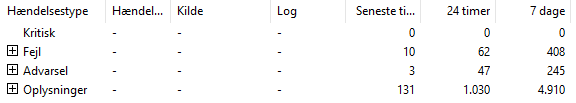 Hændelsestype Hændel... Kilde Log Seneste ti... 24 timer 7 dage
Kritisk - - - 0 0 0
Fejl - - - 10 62 408
Advarsel - - - 3 47 245
Oplysninger - - - 131 1.030 4.910